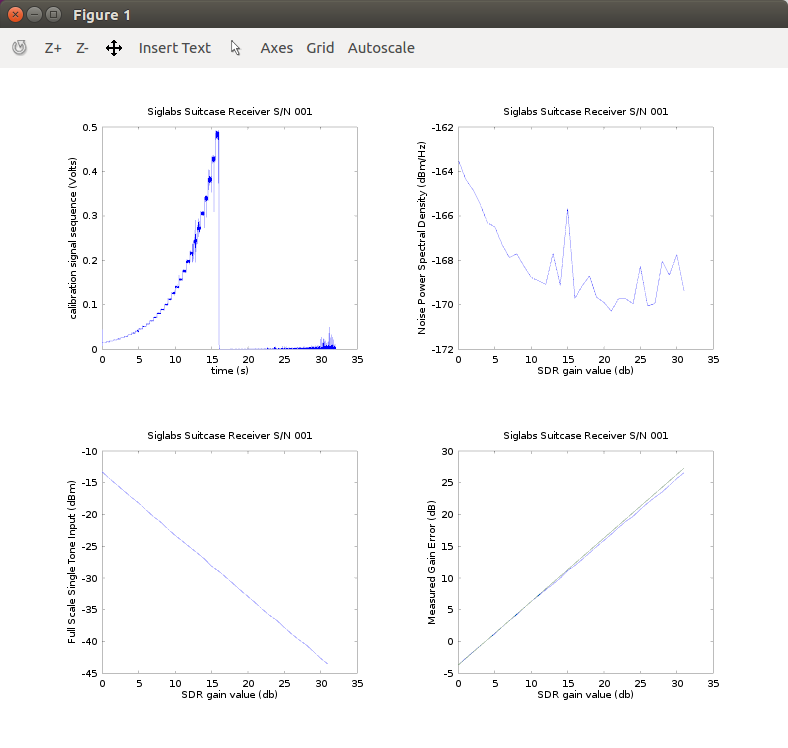 Figure 1
Z+ Z- Insert Text Axes Grid Autoscale
Siglabs Suitcase Receiver S/N 001
calibration signal sequence (Volts)
0.5
0.4
0.3
0.2
0.1
0
0 5 10 15 20 25 30 35
time (s)
Siglabs Suitcase Receiver S/N 001
Noise Power Spectral Density (dBm/Hz)
-162
-164
-166
-168
-170
-172
0 5 10 15 20 25 30 35
SDR gain value (db)
Siglabs Suitcase Receiver S/N 001
Full Scale Single Tone Input (dBm)
-10
-15
-20
-25
-30
-35
-40
-45
0 5 10 15 20 25 30 35
SDR gain value (db)
Siglabs Suitcase Receiver S/N 001
Measured Gain Error (dB)
30
25
20
15
10
5
0
-5
0 5 10 15 20 25 30 35
SDR gain value (db)